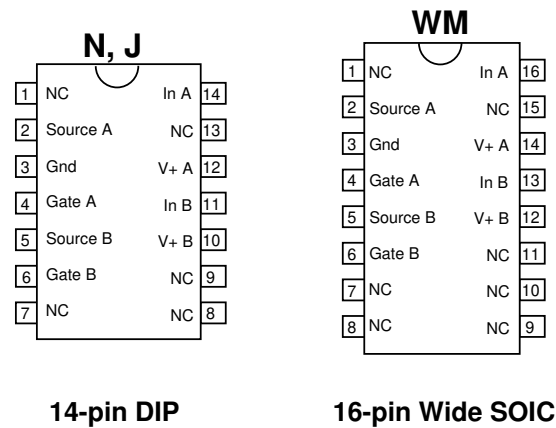 N, J
1 NC In A 14
2 Source A NC 13
3 Gnd V+ A 12
4 Gate A In B 11
5 Source B V+ B 10
6 Gate B NC 9
7 NC NC 8
14-pin DIP
WM
1 NC In A 16
2 Source A NC 15
3 Gnd V+ A 14
4 Gate A In B 13
5 Source B V+ B 12
6 Gate B NC 11
7 NC NC 10
8 NC NC 9
16-pin Wide SOIC